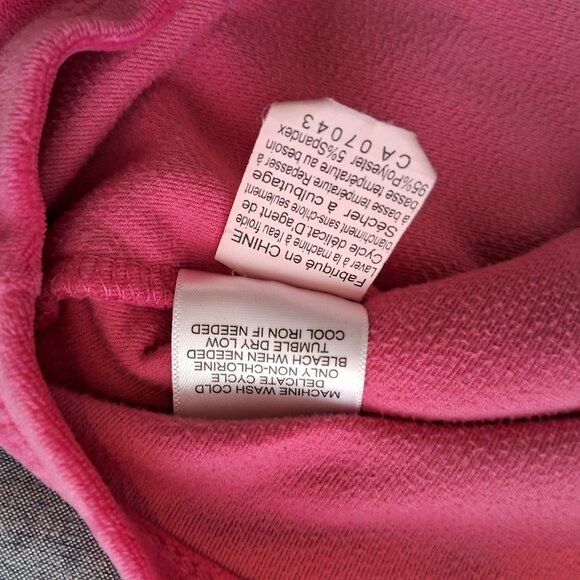 Fabriqué en CHINE
Laver à la machine à l'eau froide
Cycle délicat.D'agent de
blanchiment sans-chlore seulement
Sécher à culbutage
à basse température Repasser à
basse température au besoin
95%Polyester 5%Spandex
CA 07043
MACHINE WASH COLD
DELICATE CYCLE
ONLY NON-CHLORINE
BLEACH WHEN NEEDED
TUMBLE DRY LOW
COOL IRON IF NEEDED